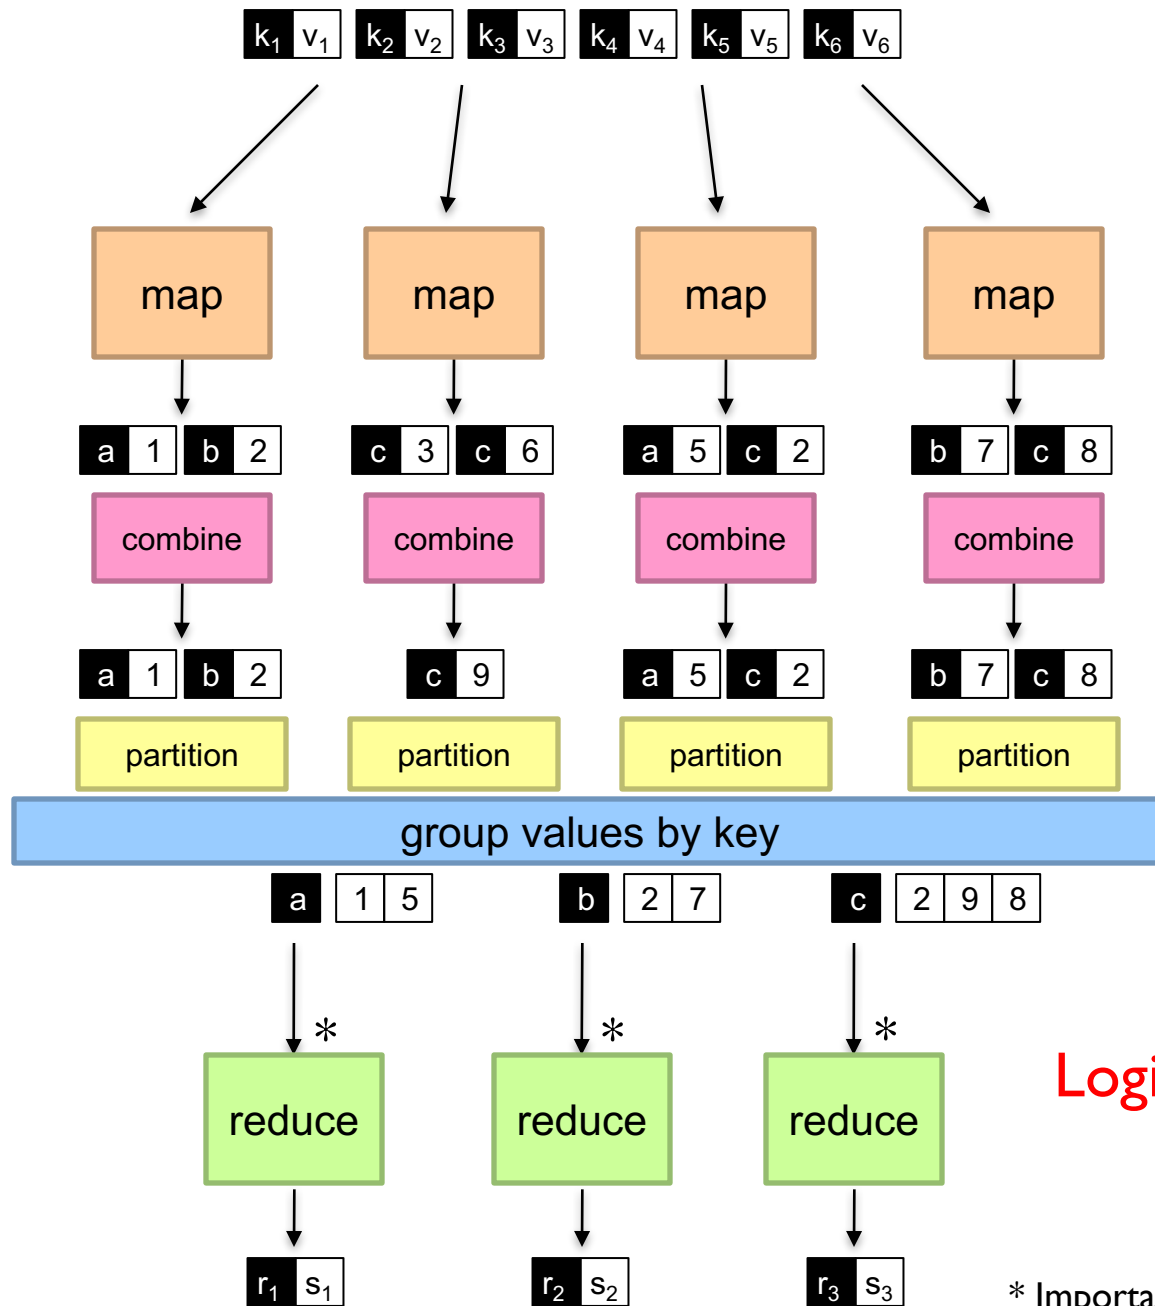 k₁ v₁ k₂ v₂ k₃ v₃ k₄ v₄ k₅ v₅ k₆ v₆
map map map map
a 1 b 2 c 3 c 6 a 5 c 2 b 7 c 8
combine combine combine combine
a 1 b 2 c 9 a 5 c 2 b 7 c 8
partition partition partition partition
group values by key
a 1 5 b 2 7 c 2 9 8
* * *
reduce reduce reduce
Logi
r₁ s₁ r₂ s₂ r₃ s₃
* Importa